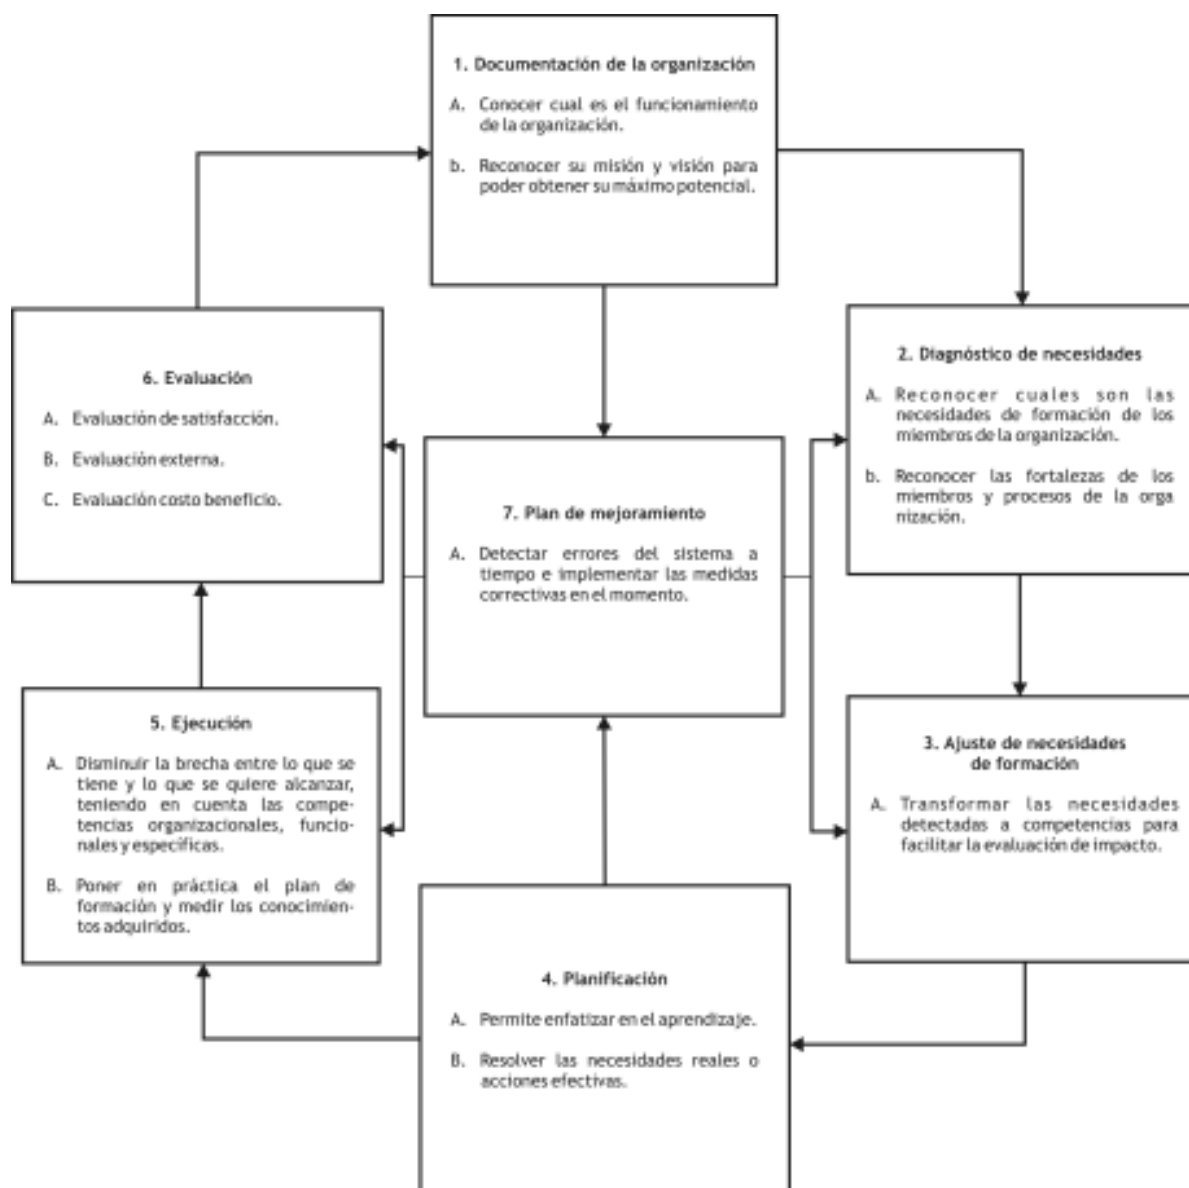 1. Documentación de la organización
A. Conocer cual es el funcionamiento
de la organización.
b. Reconocer su misión y visión para
poder obtener su máximo potencial.
2. Diagnóstico de necesidades
A. Reconocer cuales son las
necesidades de formación de los
miembros de la organización.
b. Reconocer las fortalezas de los
miembros y procesos de la orga
nización.
3. Ajuste de necesidades
de formación
A. Transformar las necesidades
detectadas a competencias para
facilitar la evaluación de impacto.
4. Planificación
A. Permite enfatizar en el aprendizaje.
B. Resolver las necesidades reales o
acciones efectivas.
5. Ejecución
A. Disminuir la brecha entre lo que se
tiene y lo que se quiere alcanzar,
teniendo en cuenta las compe-
tencias organizacionales, funcio-
nales y específicas.
B. Poner en práctica el plan de
formación y medir los conocimien-
tos adquiridos.
6. Evaluación
A. Evaluación de satisfacción.
B. Evaluación externa.
C. Evaluación costo beneficio.
7. Plan de mejoramiento
A. Detectar errores del sistema a
tiempo e implementar las medidas
correctivas en el momento.